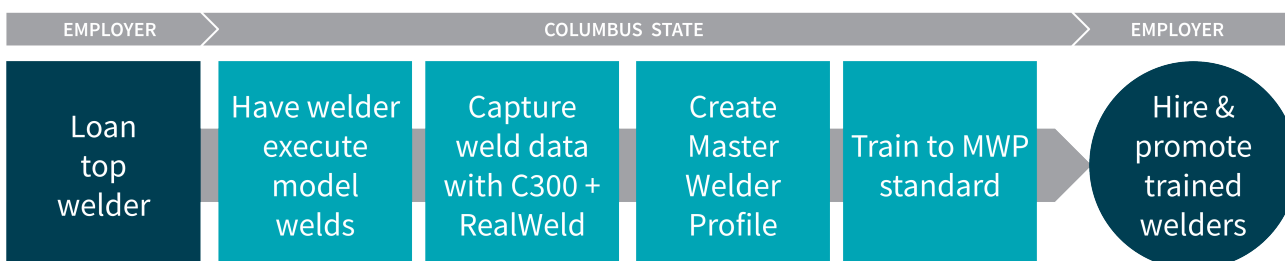 EMPLOYER
COLUMBUS STATE
EMPLOYER
Loan
top
welder
Have welder
execute
model
welds
Capture
weld data
with C300 +
RealWeld
Create
Master
Welder
Profile
Train to MWP
standard
Hire &
promote
trained
welders